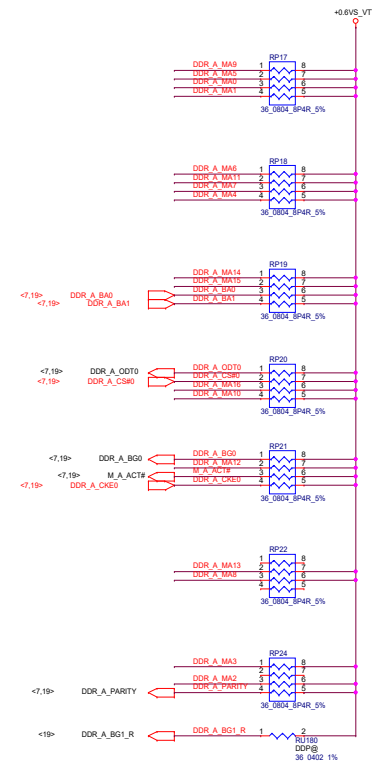 +0.6VS_VT
RP17
DDR_A_MA9 1 8
DDR_A_MA5 2 7
DDR_A_MA0 3 6
DDR_A_MA1 4 5
36_0804_8P4R_5%
RP18
DDR_A_MA6 1 8
DDR_A_MA11 2 7
DDR_A_MA7 3 6
DDR_A_MA4 4 5
36_0804_8P4R_5%
RP19
DDR_A_MA14 1 8
DDR_A_MA15 2 7
<7,19> DDR_A_BA0 DDR_A_BA0 3 6
<7,19> DDR_A_BA1 DDR_A_BA1 4 5
36_0804_8P4R_5%
RP20
<7,19> DDR_A_ODT0 DDR_A_ODT0 1 8
<7,19> DDR_A_CS#0 DDR_A_CS#0 2 7
DDR_A_MA16 3 6
DDR_A_MA10 4 5
36_0804_8P4R_5%
RP21
<7,19> DDR_A_BG0 DDR_A_BG0 1 8
DDR_A_MA12 2 7
<7,19> M_A_ACT# M_A_ACT# 3 6
<7,19> DDR_A_CKE0 DDR_A_CKE0 4 5
36_0804_8P4R_5%
RP22
1 8
DDR_A_MA13 2 7
DDR_A_MA8 3 6
4 5
36_0804_8P4R_5%
RP24
DDR_A_MA3 1 8
2 7
DDR_A_MA2 3 6
<7,19> DDR_A_PARITY DDR_A_PARITY 4 5
36_0804_8P4R_5%
<19> DDR_A_BG1_R DDR_A_BG1_R 1 2
RU180
DDP@
36_0402_1%